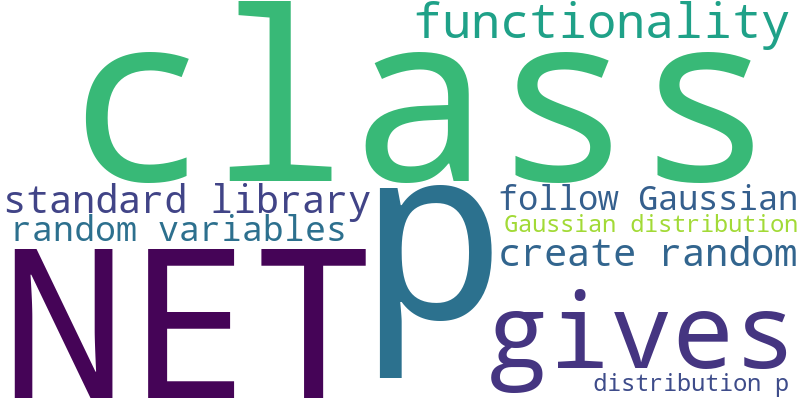 functionality
class
standard library
follow Gaussian
random variables
Gaussian distribution
p
create random
NET
gives
distribution p